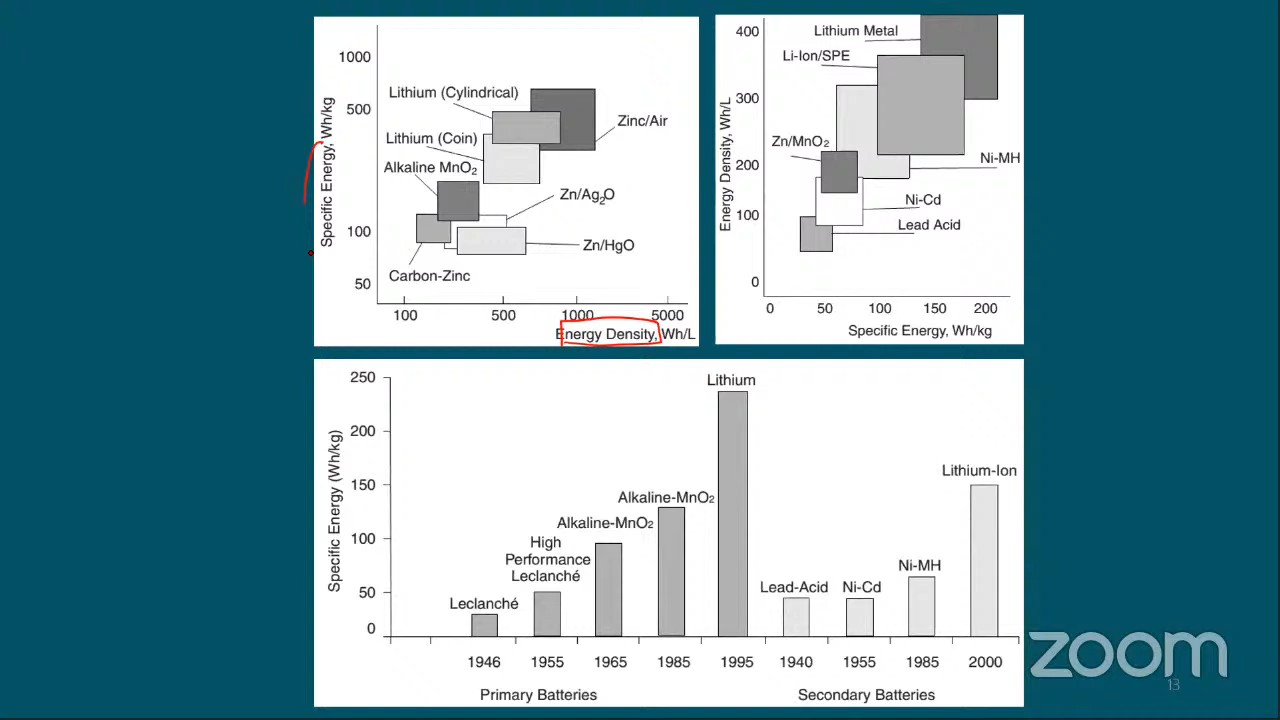 Specific Energy, Wh/kg
1000
500
100
50
Lithium (Cylindrical)
Zinc/Air
Lithium (Coin)
Alkaline MnO2
Zn/Ag2O
Zn/HgO
Carbon-Zinc
100 500 1000 5000
Energy Density, Wh/L
Energy Density, Wh/L
400
300
200
100
0
Lithium Metal
Li-Ion/SPE
Zn/MnO2
Ni-MH
Ni-Cd
Lead Acid
0 50 100 150 200
Specific Energy, Wh/kg
Specific Energy (Wh/kg)
250
200
150
100
50
0
Lithium
Lithium-Ion
Alkaline-MnO2
Alkaline-MnO2
High
Performance
Leclanché
Ni-MH
Lead-Acid
Ni-Cd
Leclanché
1946 1955 1965 1985 1995 1940 1955 1985 2000
Primary Batteries
Secondary Batteries
zoom
13